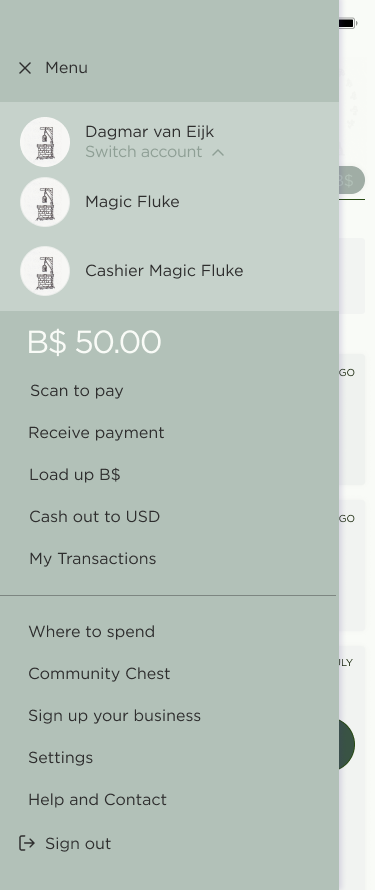 Menu
Dagmar van Eijk
Switch account
Magic Fluke
Cashier Magic Fluke
B$ 50.00
Scan to pay
Receive payment
Load up B$
Cash out to USD
My Transactions
Where to spend
Community Chest
Sign up your business
Settings
Help and Contact
Sign out